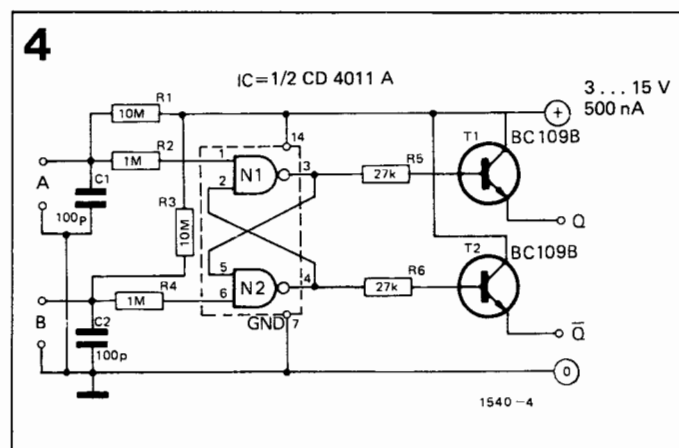 4
IC=1/2 CD 4011 A
3 ... 15 V
500 nA
+
R1
10M
14
T1
BC109B
R2
1M
1
2
N1
3
R5
27k
A
C1
100p
R3
10M
Q
T2
BC109B
R4
1M
5
6
N2
4
R6
27k
B
C2
100p
GND
7
Q̅
0
1540-4